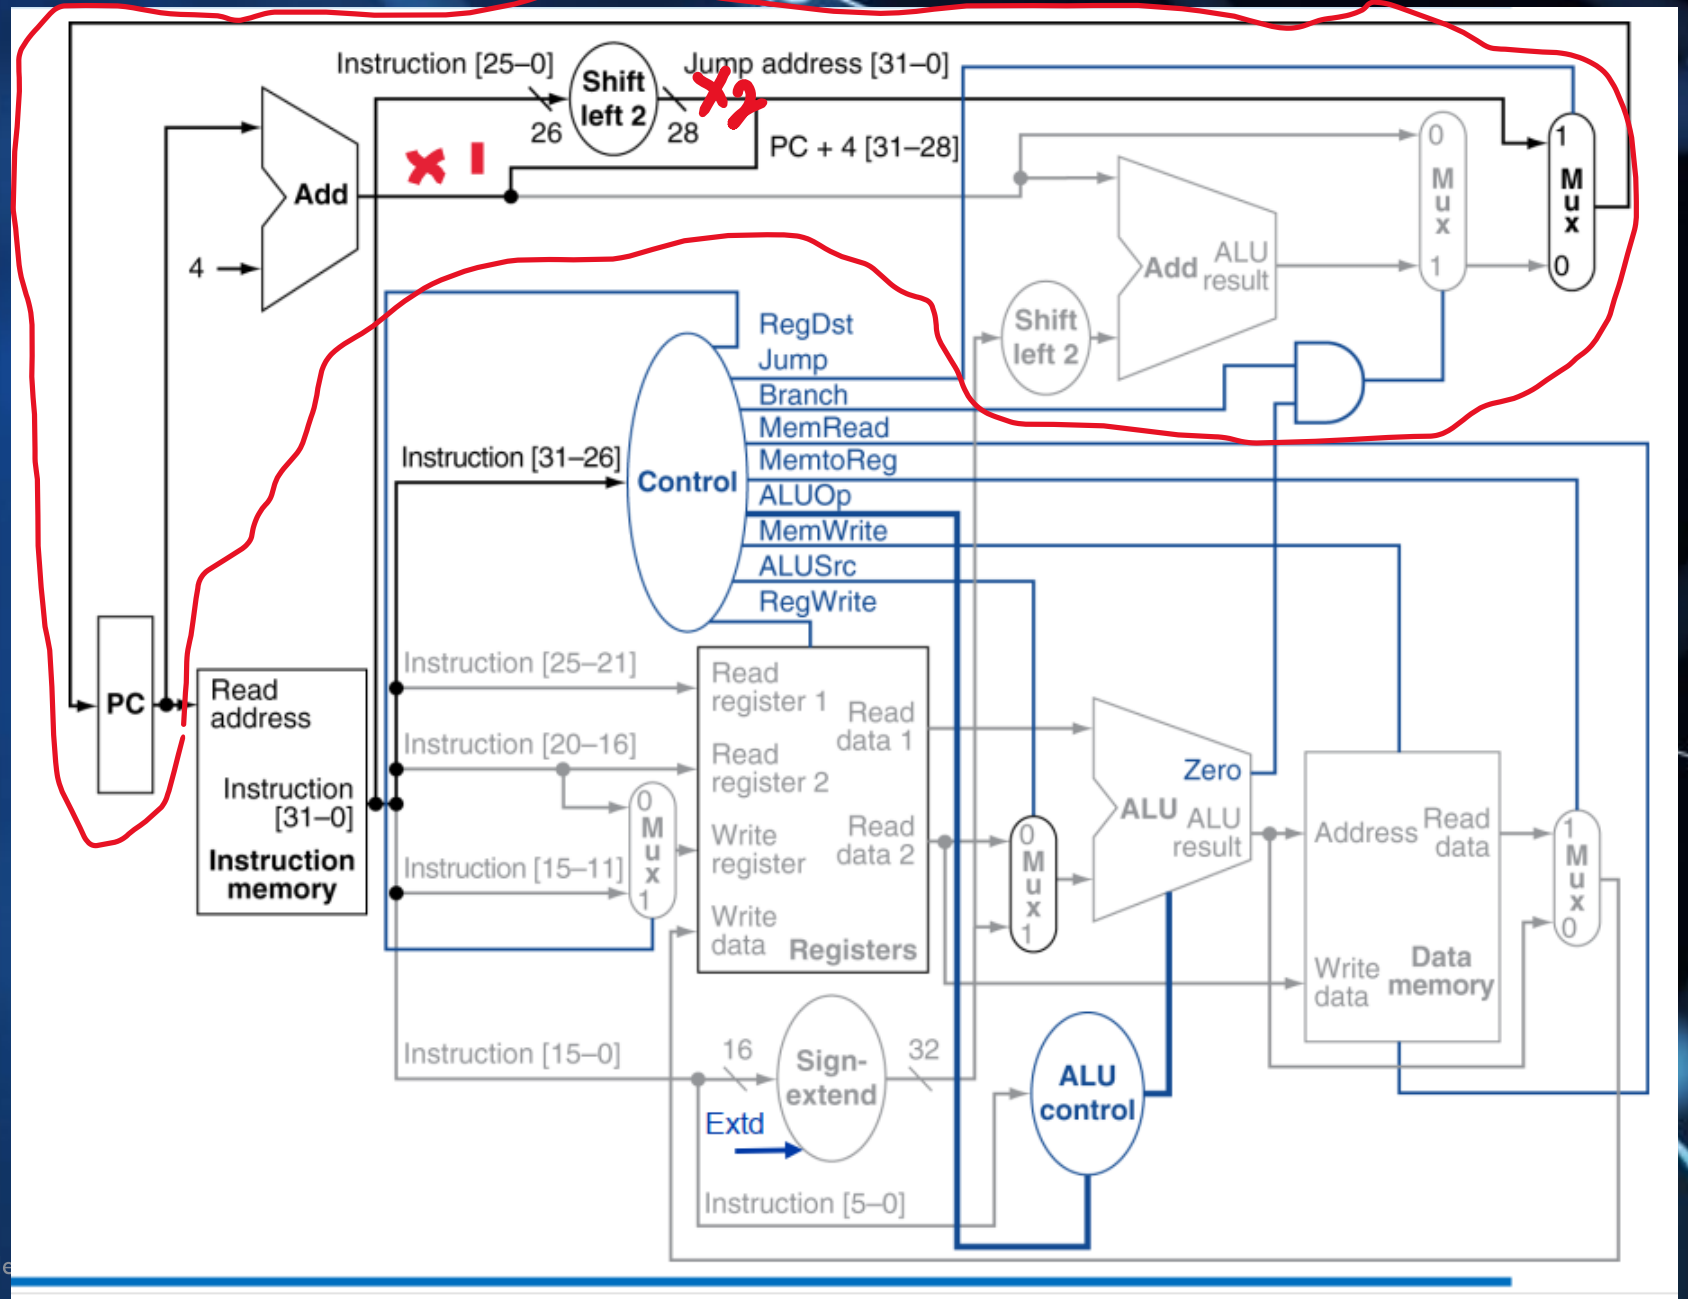 Instruction [25–0]
Shift
left 2
Jump address [31–0]
26
28
X 2
PC + 4 [31–28]
X 1
Add
4
0
M
u
x
1
1
M
u
x
0
Add
ALU
result
Shift
left 2
RegDst
Jump
Branch
MemRead
MemtoReg
ALUOp
MemWrite
ALUSrc
RegWrite
Control
Instruction [31–26]
PC
Read
address
Instruction
[31–0]
Instruction
memory
Instruction [25–21]
Instruction [20–16]
Instruction [15–11]
0
M
u
x
1
Read
register 1
Read
data 1
Read
register 2
Write
register
Read
data 2
Write
data
Registers
0
M
u
x
1
Zero
ALU
ALU
result
Address
Read
data
Write
data
Data
memory
1
M
u
x
0
Instruction [15–0]
16
Sign-
extend
32
Extd
ALU
control
Instruction [5–0]
e